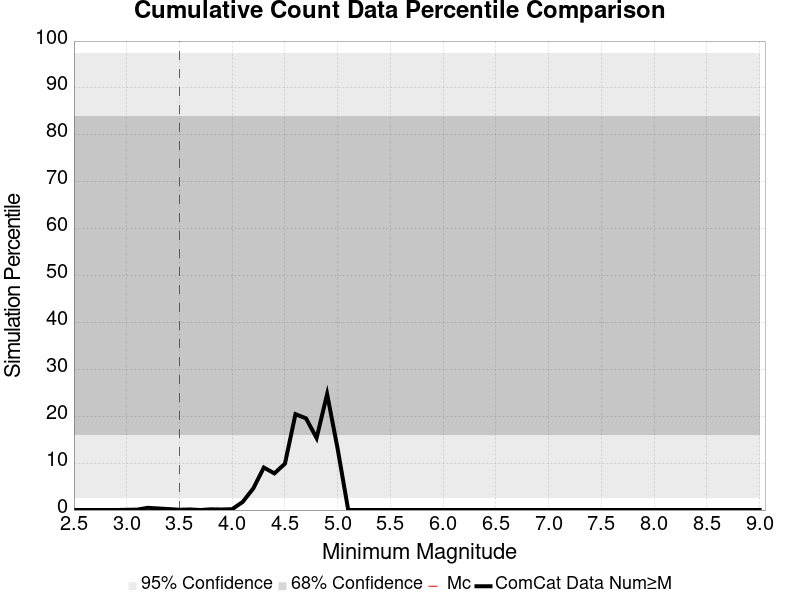 Cumulative Count Data Percentile Comparison
100
90
80
70
60
50
40
30
20
10
0
Simulation Percentile
2.5 3.0 3.5 4.0 4.5 5.0 5.5 6.0 6.5 7.0 7.5 8.0 8.5 9.0
Minimum Magnitude
95% Confidence 68% Confidence Mc ComCat Data Num≥M